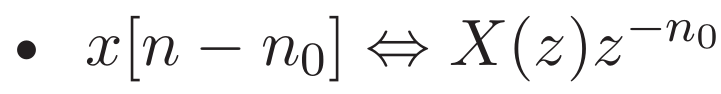 • x[n − n₀] ⇔ X(z)z⁻ⁿ⁰